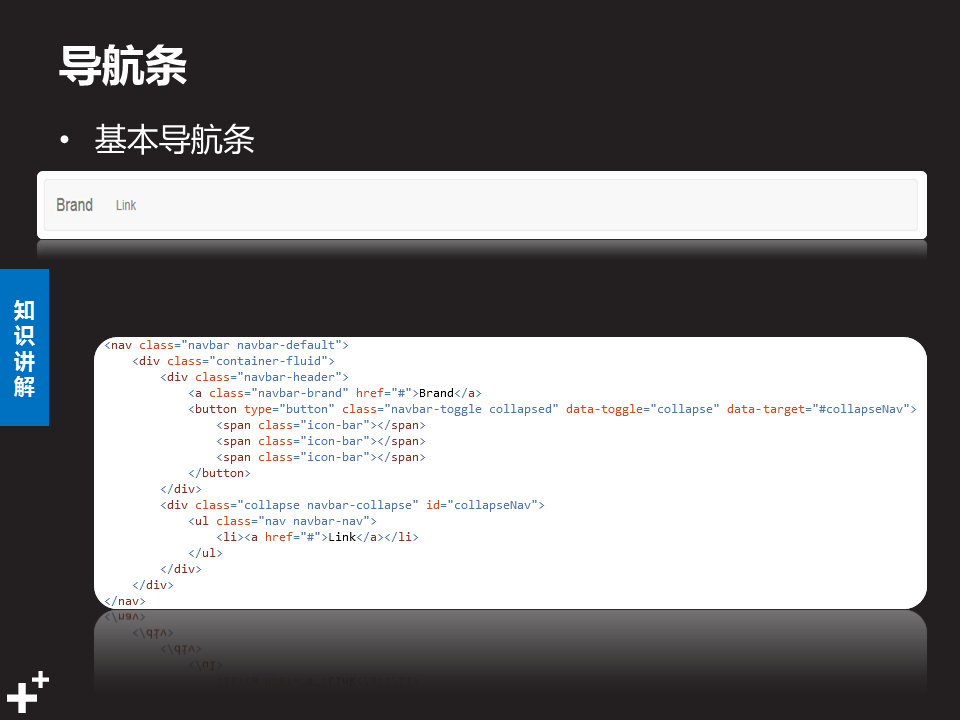 导航条
• 基本导航条
Brand Link
知识讲解
<nav class="navbar navbar-default">
    <div class="container-fluid">
        <div class="navbar-header">
            <a class="navbar-brand" href="#">Brand</a>
            <button type="button" class="navbar-toggle collapsed" data-toggle="collapse" data-target="#collapseNav">
                <span class="icon-bar"></span>
                <span class="icon-bar"></span>
                <span class="icon-bar"></span>
            </button>
        </div>
        <div class="collapse navbar-collapse" id="collapseNav">
            <ul class="nav navbar-nav">
                <li><a href="#">Link</a></li>
            </ul>
        </div>
    </div>
</nav>